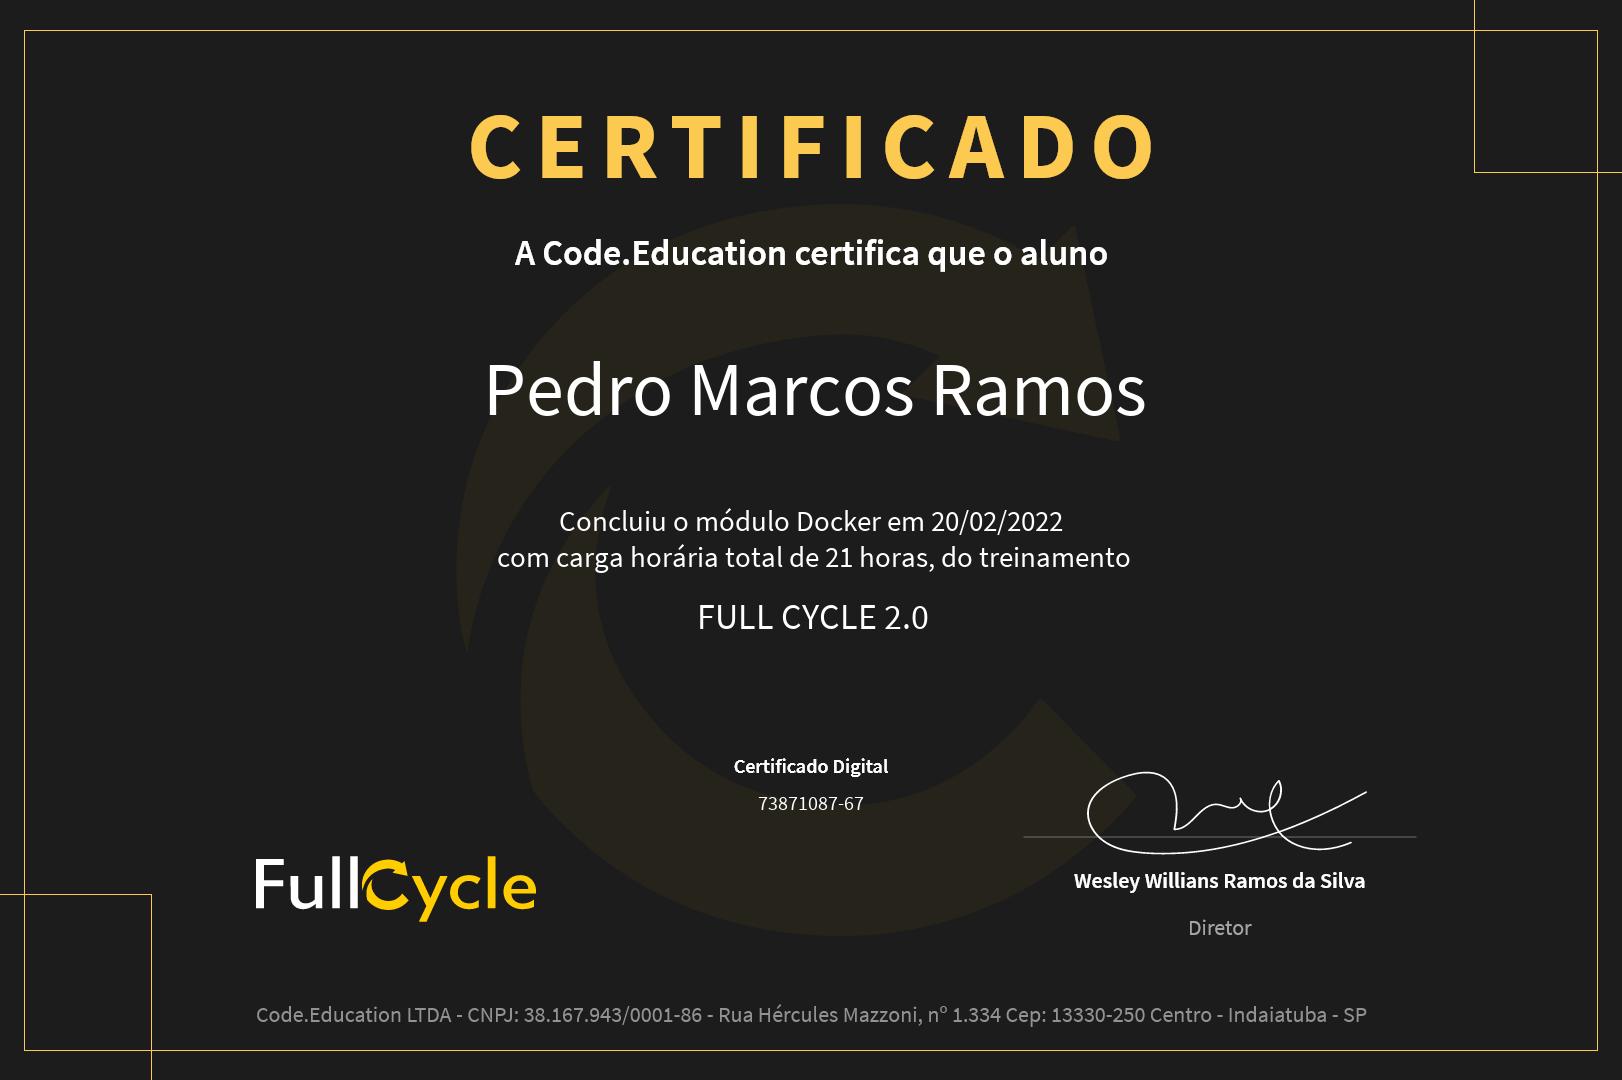 CERTIFICADO
A Code.Education certifica que o aluno
Pedro Marcos Ramos
Concluiu o módulo Docker em 20/02/2022
com carga horária total de 21 horas, do treinamento
FULL CYCLE 2.0
Certificado Digital
73871087-67
FullCycle
Wesley Willians Ramos da Silva
Diretor
Code.Education LTDA - CNPJ: 38.167.943/0001-86 - Rua Hércules Mazzoni, nº 1.334 Cep: 13330-250 Centro - Indaiatuba - SP